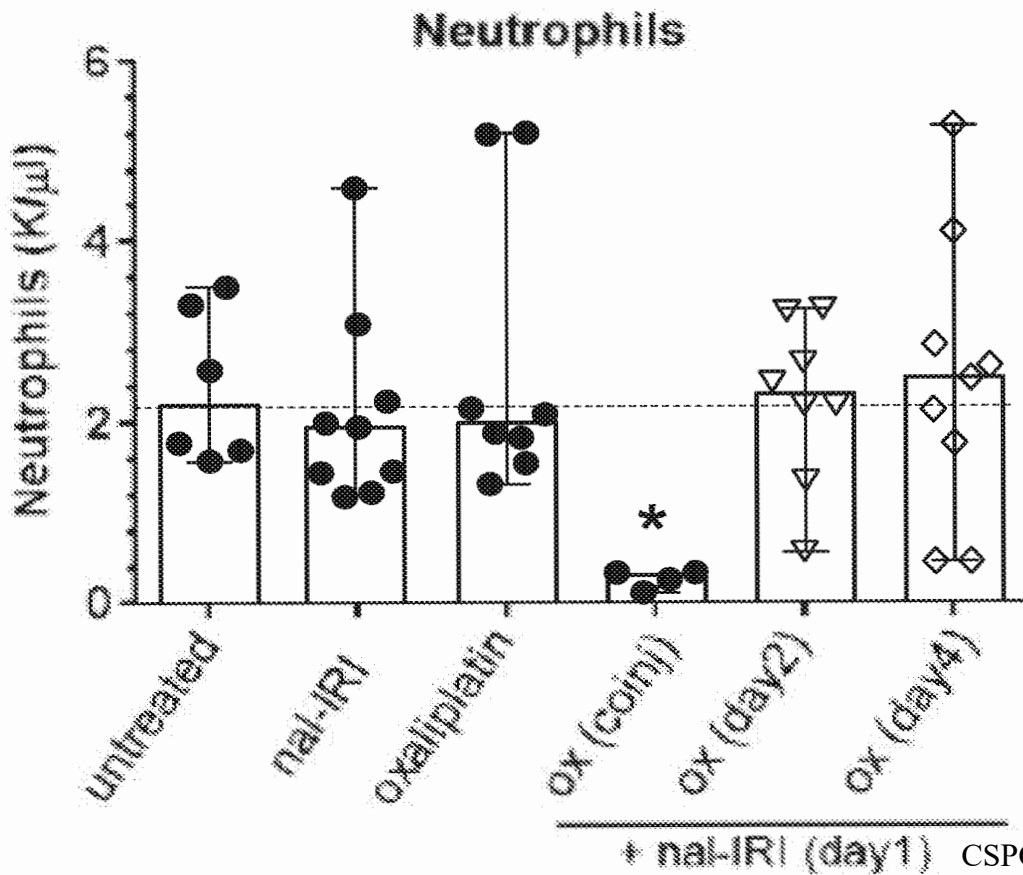 Neutrophils
Neutrophils (K/μl)
6
4
2
0
*
untreated
nal-IRI
oxaliplatin
ox (coinj)
ox (day2)
ox (day4)
+ nal-IRI (day1)
CSPC